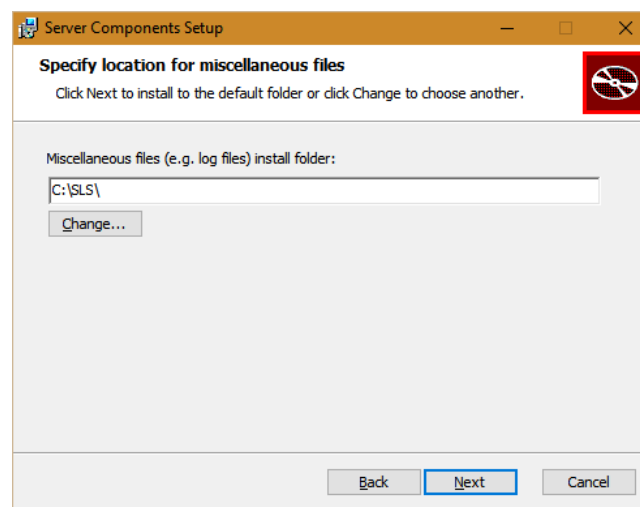 Server Components Setup
Specify location for miscellaneous files
Click Next to install to the default folder or click Change to choose another.
Miscellaneous files (e.g. log files) install folder:
C:\SLS\
Change...
Back Next Cancel